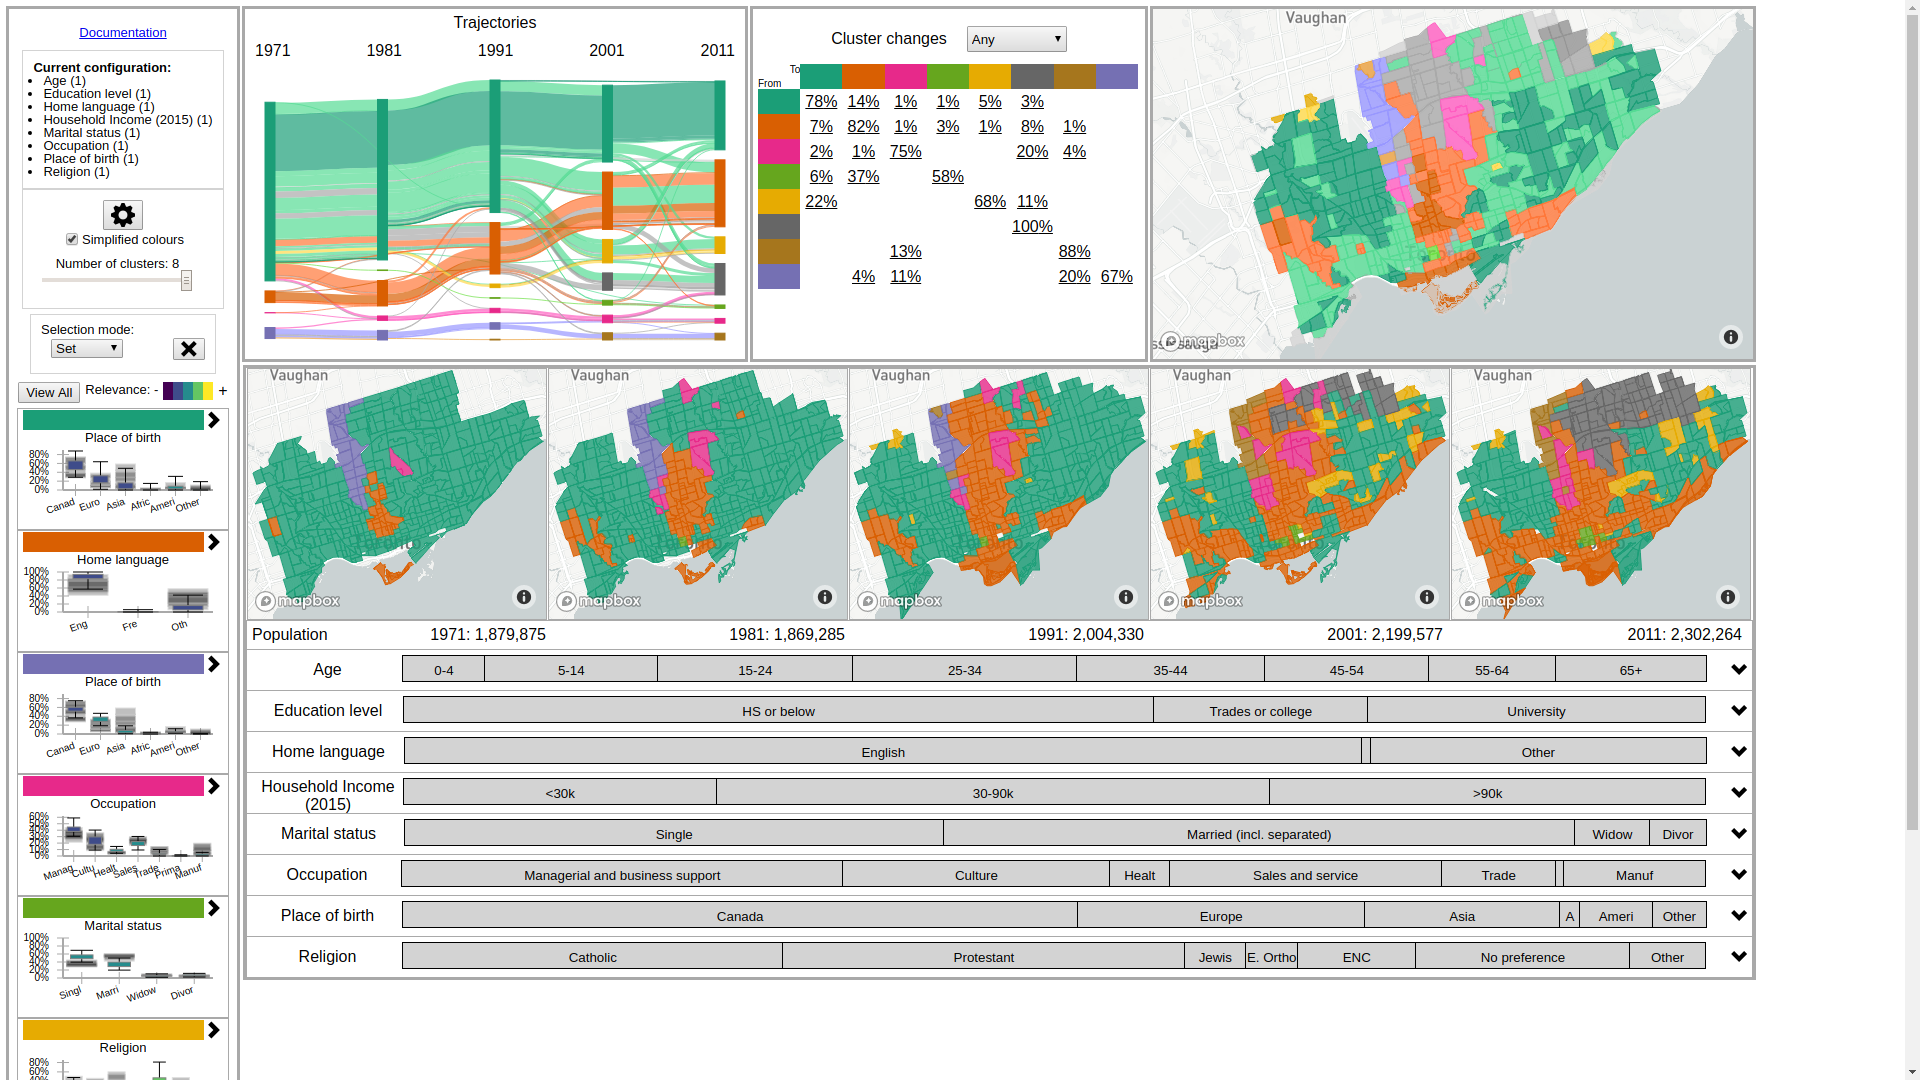 Documentation
Current configuration:
Age (1)
Education level (1)
Home language (1)
Household Income (2015) (1)
Marital status (1)
Occupation (1)
Place of birth (1)
Religion (1)
Simplified colours
Number of clusters: 8
Selection mode:
Set
View All
Relevance: - +
Place of birth
80%
60%
40%
20%
0%
Canad Euro Asia Afric Ameri Other
Home language
100%
80%
60%
40%
20%
0%
Eng Fre Oth
Place of birth
80%
60%
40%
20%
0%
Canad Euro Asia Afric Ameri Other
Occupation
60%
50%
40%
30%
20%
10%
0%
Manag Cultu Healt Sales Trade Prima Manuf
Marital status
100%
80%
60%
40%
20%
0%
Singl Marri Widow Divor
Religion
80%
60%
40%
Trajectories
1971 1981 1991 2001 2011
Cluster changes Any
To
From
78% 14% 1% 1% 5% 3%
7% 82% 1% 3% 1% 8% 1%
2% 1% 75% 20% 4%
6% 37% 58%
22% 68% 11%
100%
13% 88%
4% 11% 20% 67%
Vaughan
mapbox
Vaughan Vaughan Vaughan Vaughan Vaughan
mapbox mapbox mapbox mapbox mapbox
Population 1971: 1,879,875 1981: 1,869,285 1991: 2,004,330 2001: 2,199,577 2011: 2,302,264
Age 0-4 5-14 15-24 25-34 35-44 45-54 55-64 65+
Education level HS or below Trades or college University
Home language English Other
Household Income (2015) <30k 30-90k >90k
Marital status Single Married (incl. separated) Widow Divor
Occupation Managerial and business support Culture Healt Sales and service Trade Manuf
Place of birth Canada Europe Asia A Ameri Other
Religion Catholic Protestant Jewis E. Ortho ENC No preference Other